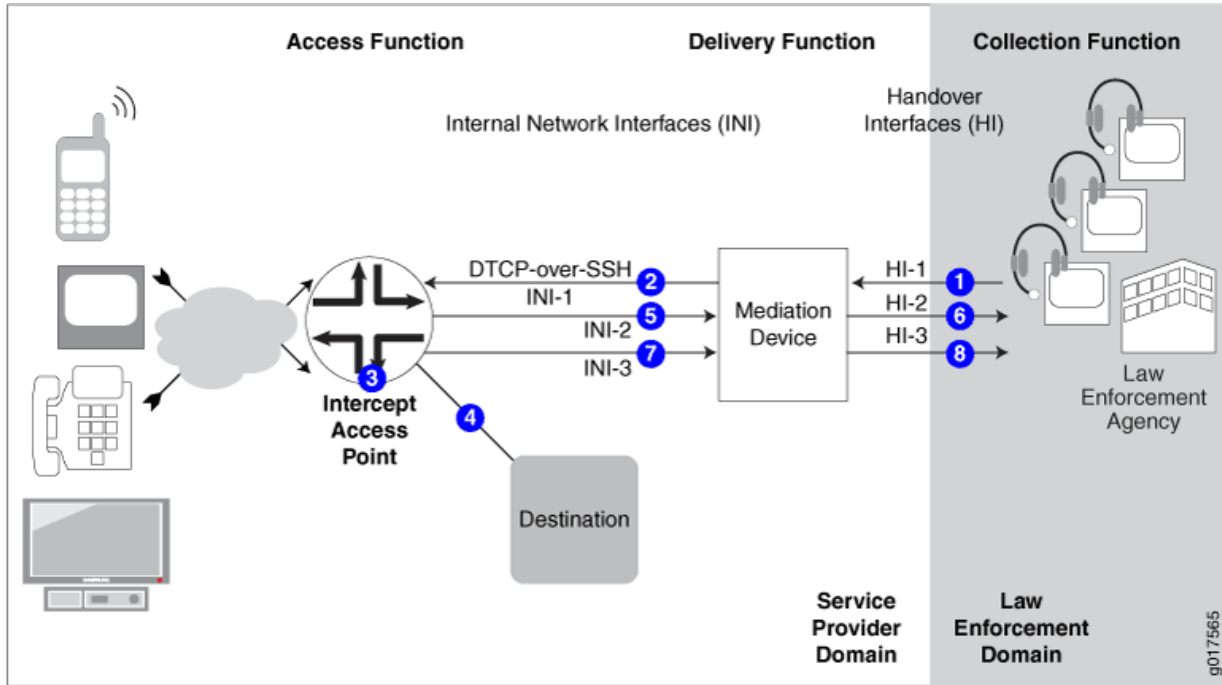 Access Function
Delivery Function
Collection Function
Handover
Interfaces (HI)
Internal Network Interfaces (INI)
DTCP-over-SSH
2
HI-1
1
INI-1
5
HI-2
6
INI-2
7
HI-3
8
INI-3
Mediation
Device
3
Intercept
Access
Point
4
Law
Enforcement
Agency
Destination
Service
Provider
Domain
Law
Enforcement
Domain
g017565